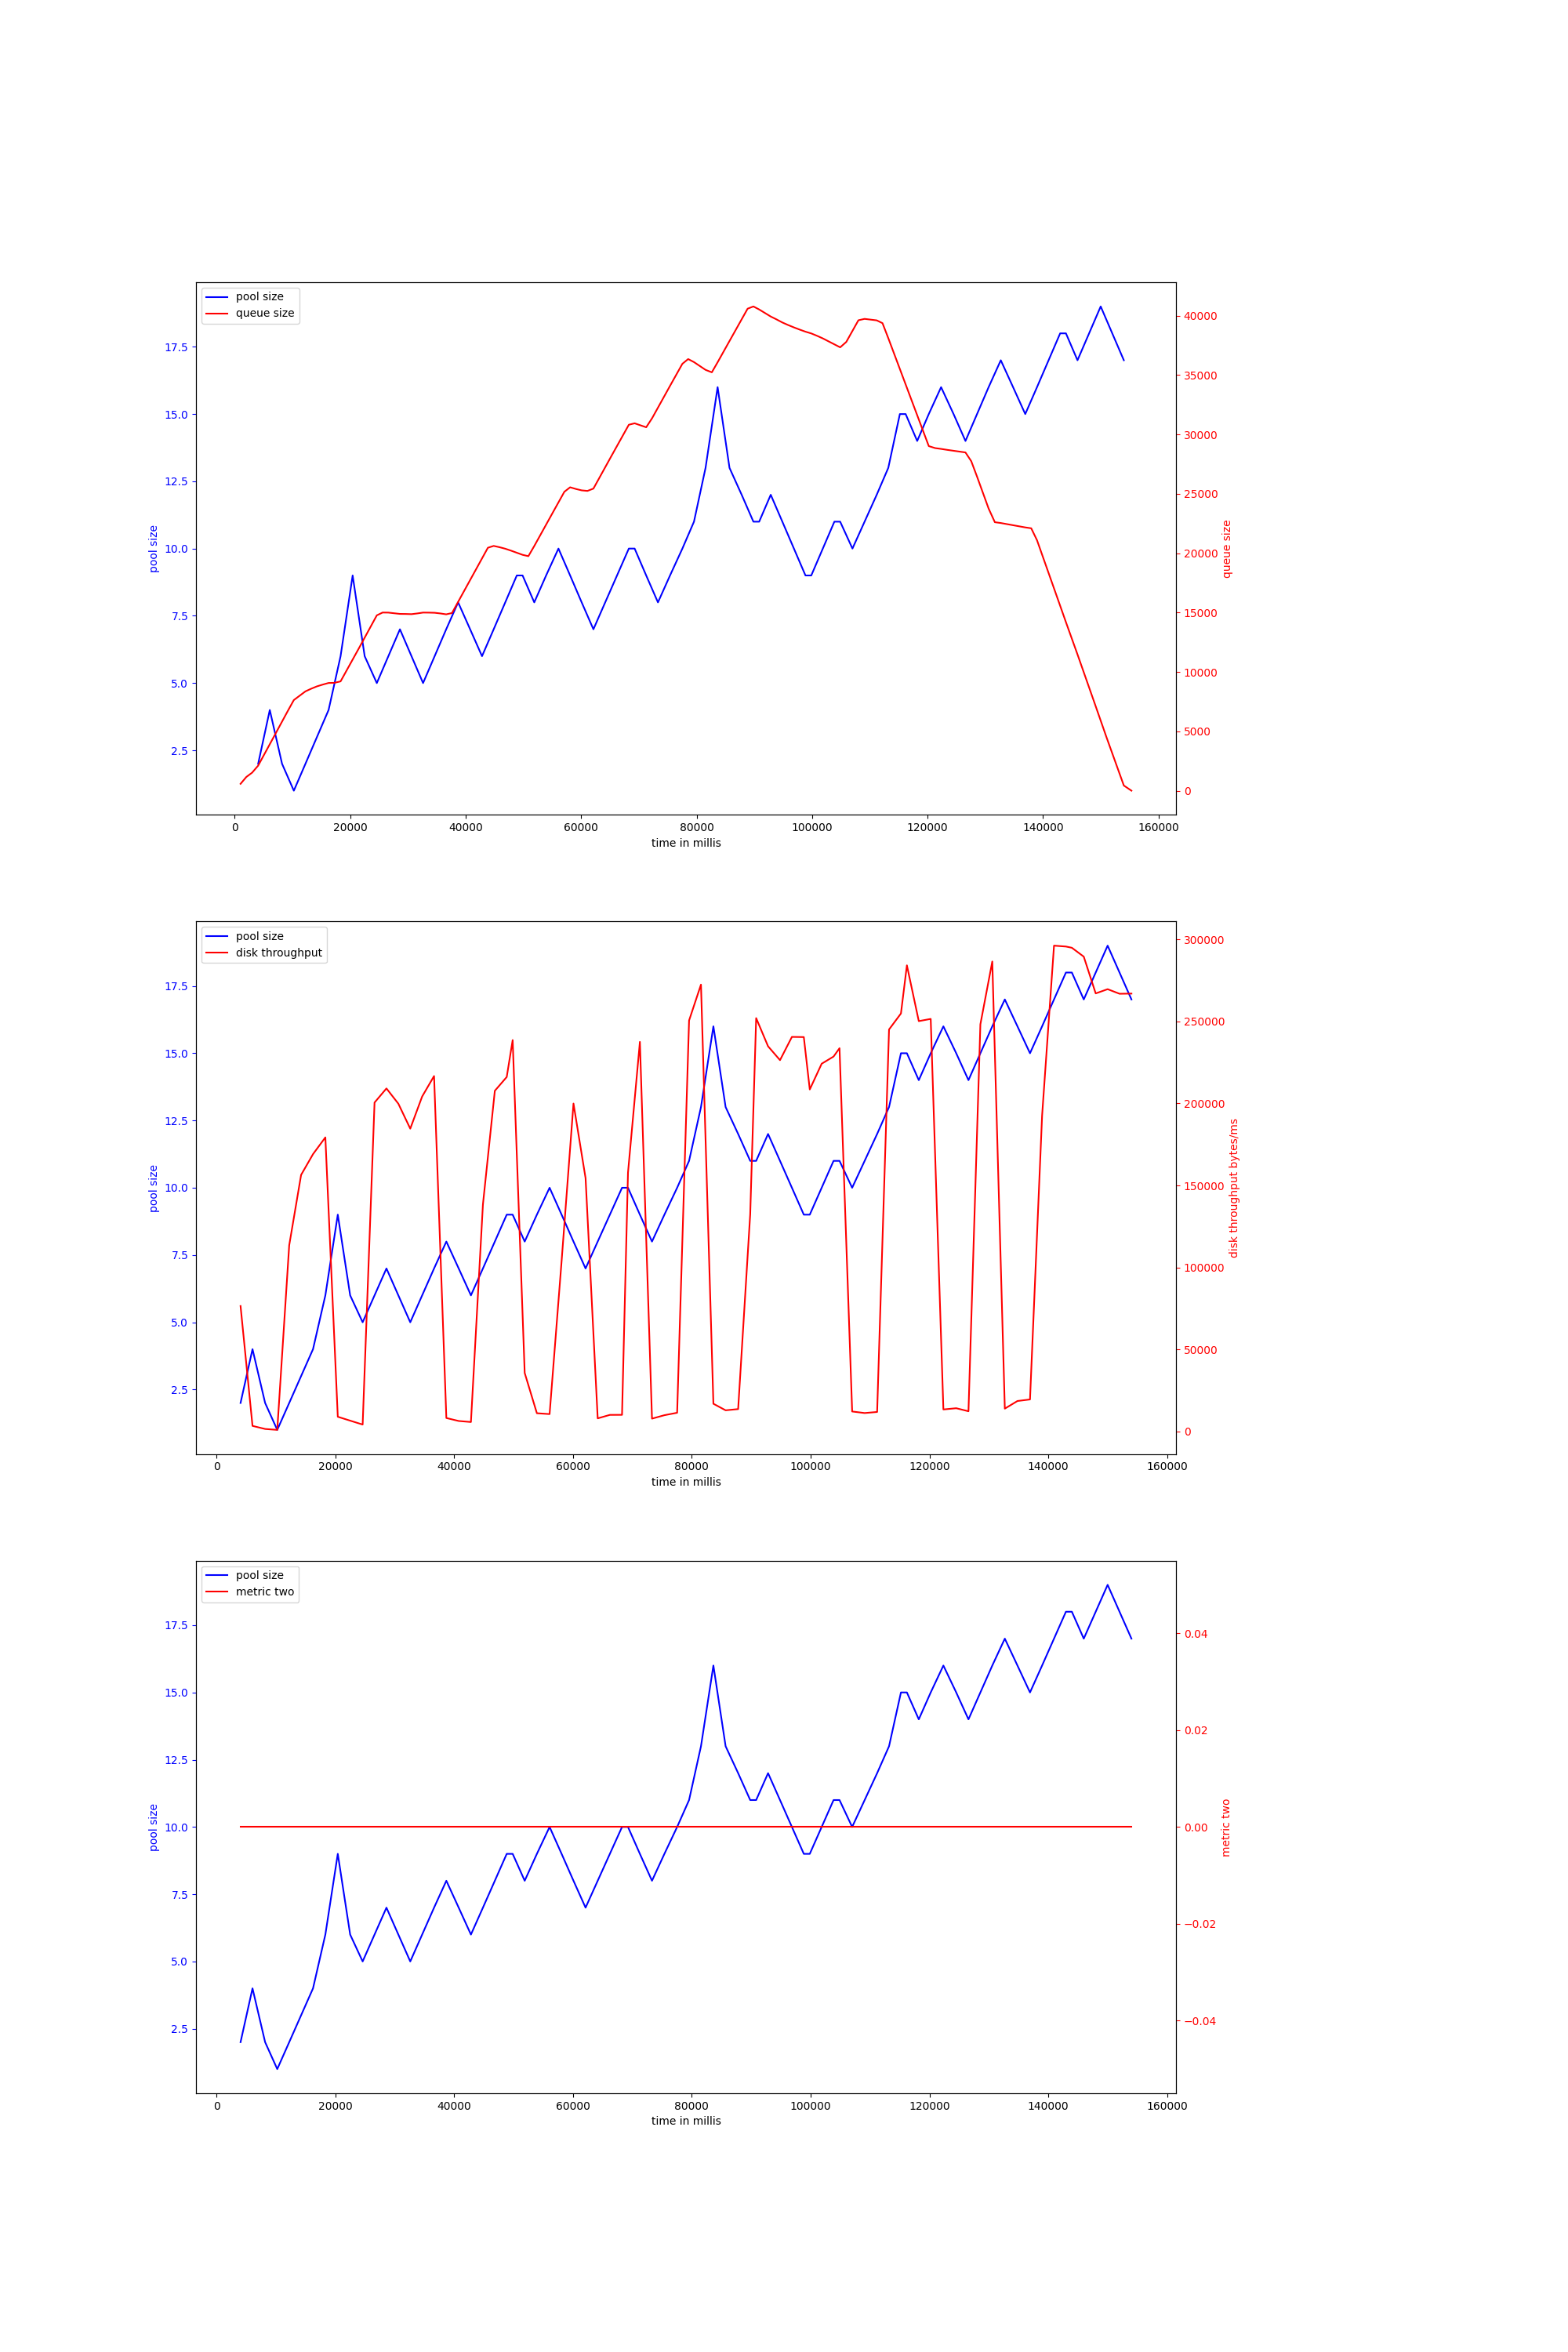 pool size
queue size
17.5
15.0
12.5
10.0
7.5
5.0
2.5
pool size
40000
35000
30000
25000
20000
15000
10000
5000
0
queue size
0 20000 40000 60000 80000 100000 120000 140000 160000
time in millis
pool size
disk throughput
17.5
15.0
12.5
10.0
7.5
5.0
2.5
pool size
300000
250000
200000
150000
100000
50000
0
disk throughput bytes/ms
0 20000 40000 60000 80000 100000 120000 140000 160000
time in millis
pool size
metric two
17.5
15.0
12.5
10.0
7.5
5.0
2.5
pool size
0.04
0.02
0.00
−0.02
−0.04
metric two
0 20000 40000 60000 80000 100000 120000 140000 160000
time in millis